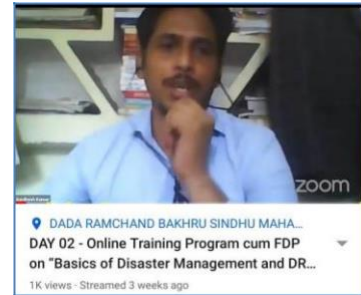 zoom
DADA RAMCHAND BAKHRU SINDHU MAHA...
DAY 02 - Online Training Program cum FDP
on "Basics of Disaster Management and DR...
1K views · Streamed 3 weeks ago